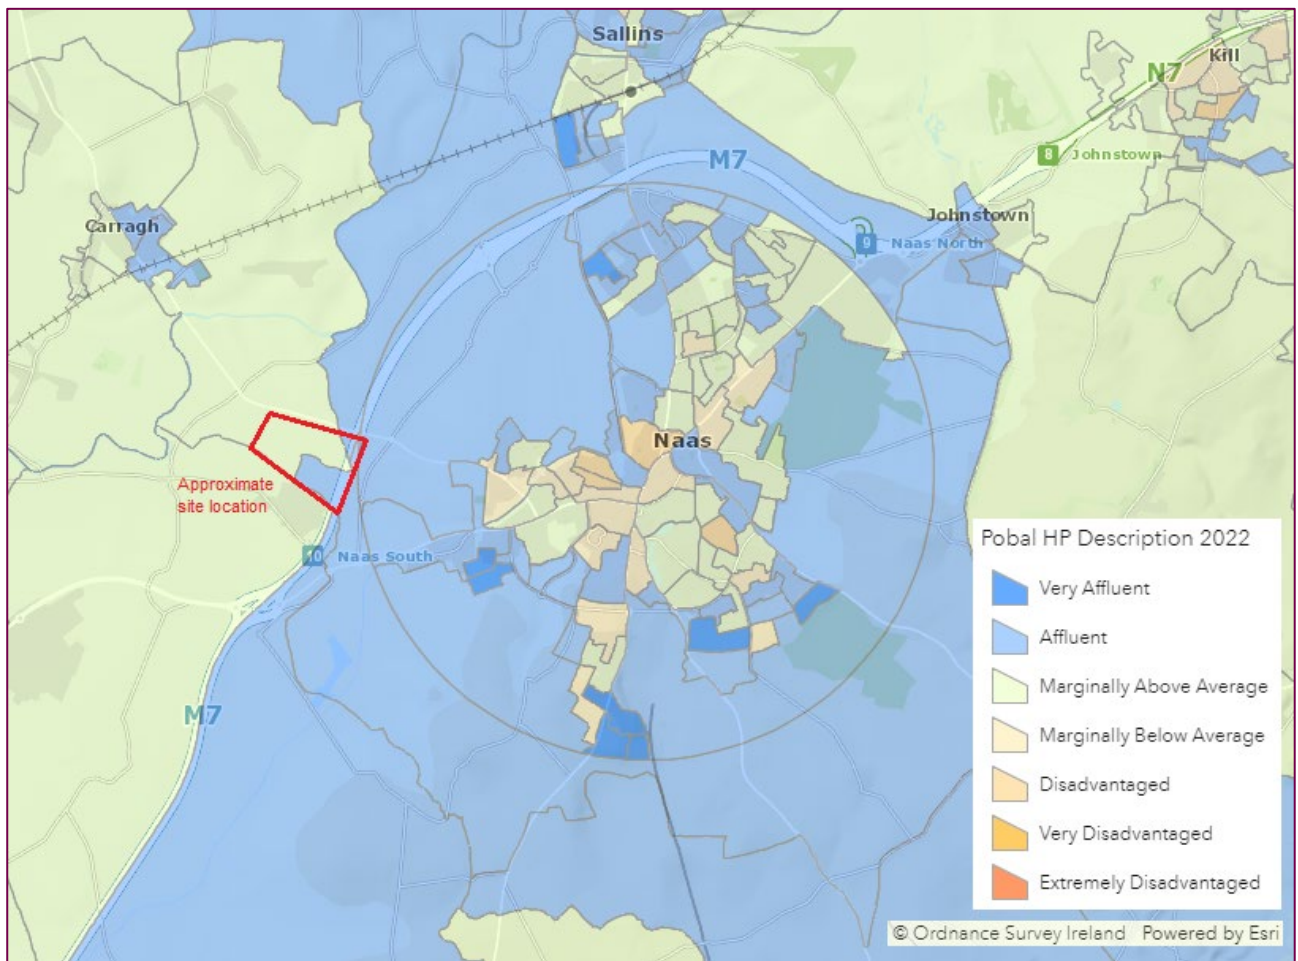 Sallins
Kill
N7
8 Johnstown
M7
Carragh
Johnstown
9 Naas North
Naas
Approximate
site location
10 Naas South
M7
Pobal HP Description 2022
Very Affluent
Affluent
Marginally Above Average
Marginally Below Average
Disadvantaged
Very Disadvantaged
Extremely Disadvantaged
© Ordnance Survey Ireland Powered by Esri